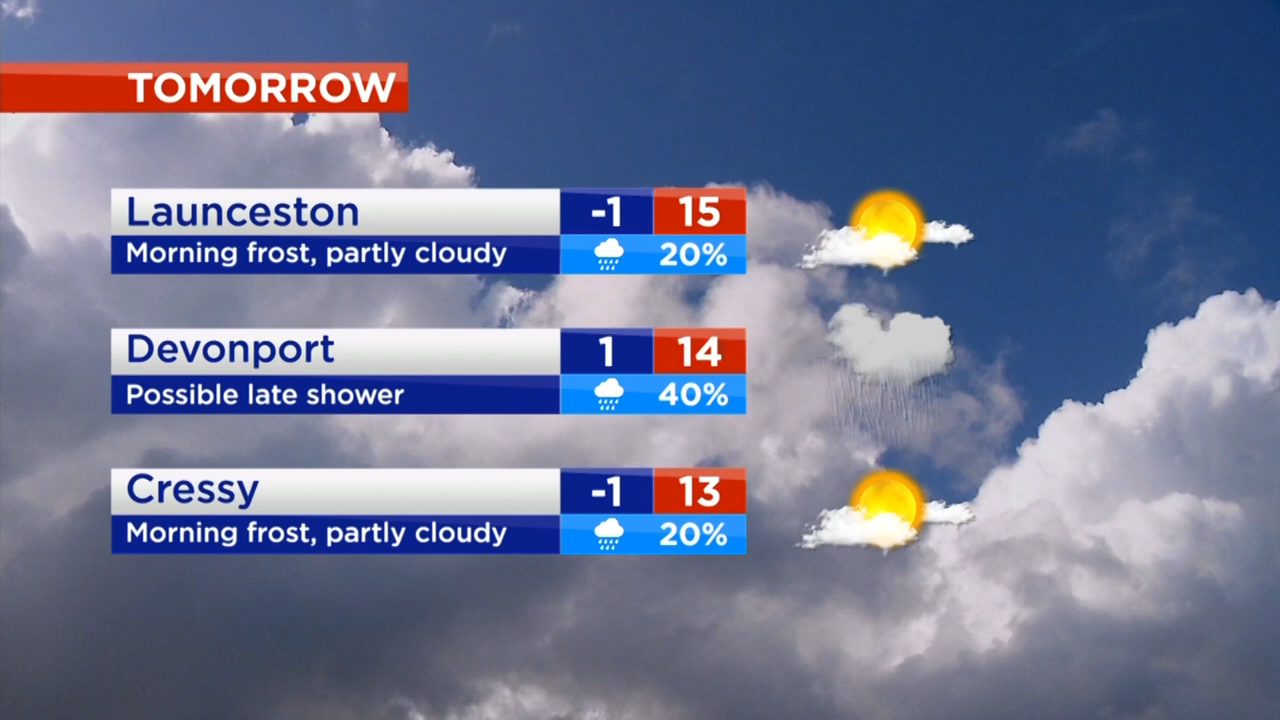 TOMORROW
Launceston -1 15
Morning frost, partly cloudy 20%
Devonport 1 14
Possible late shower 40%
Cressy -1 13
Morning frost, partly cloudy 20%